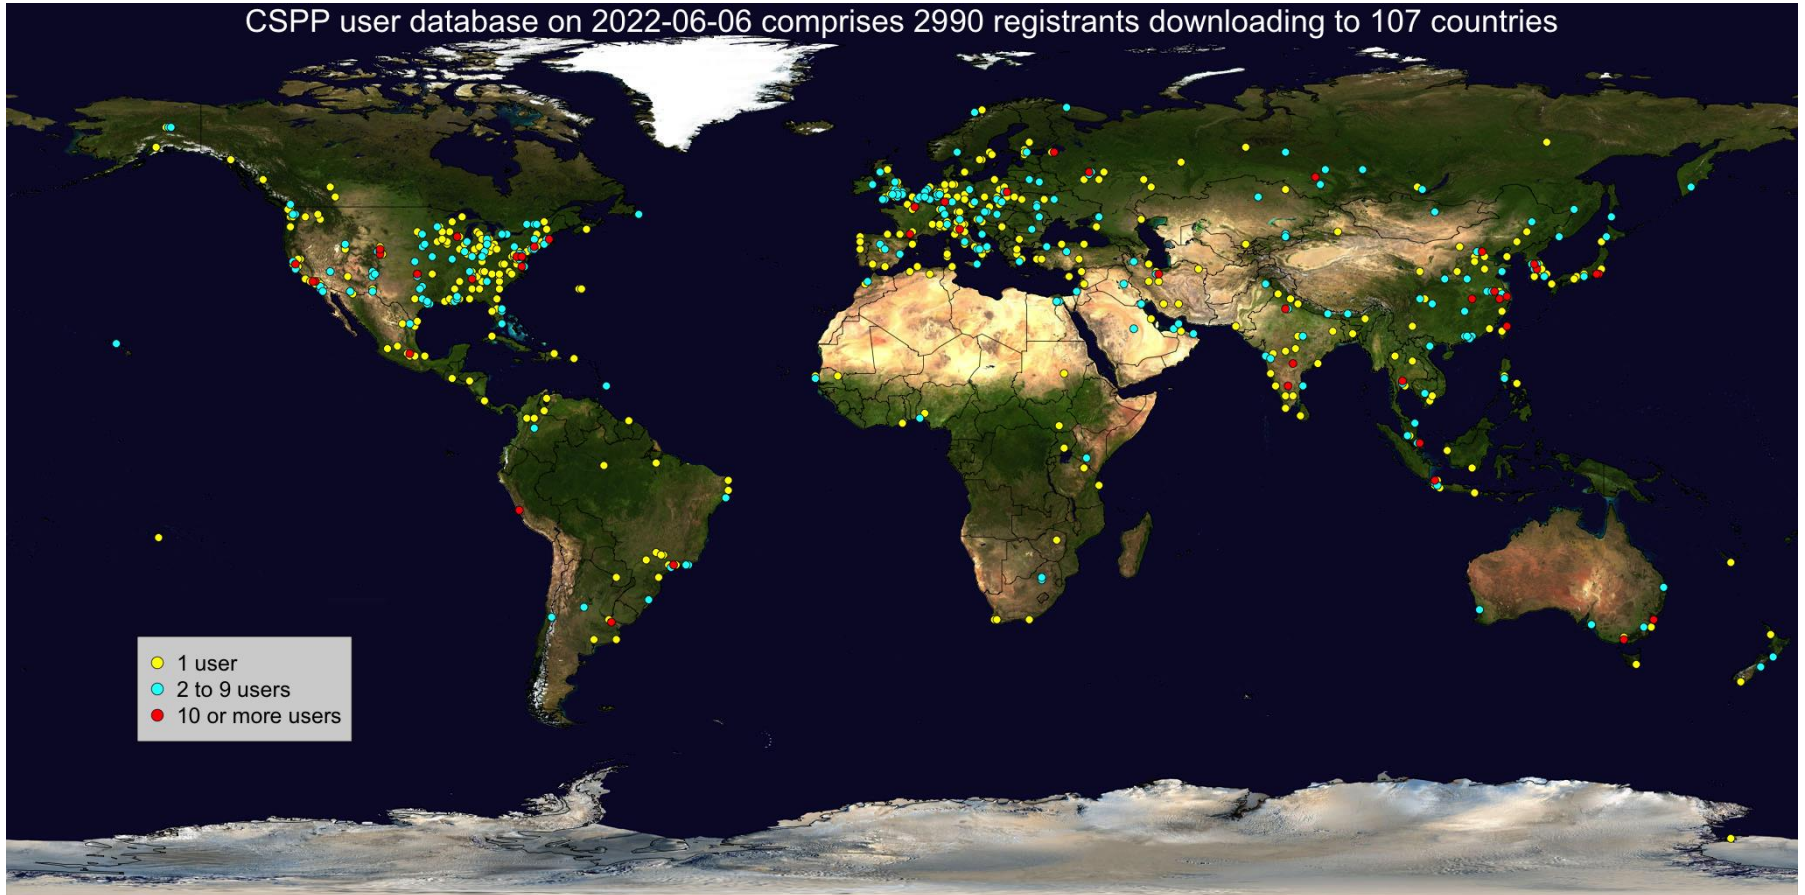 CSPP user database on 2022-06-06 comprises 2990 registrants downloading to 107 countries
1 user
2 to 9 users
10 or more users